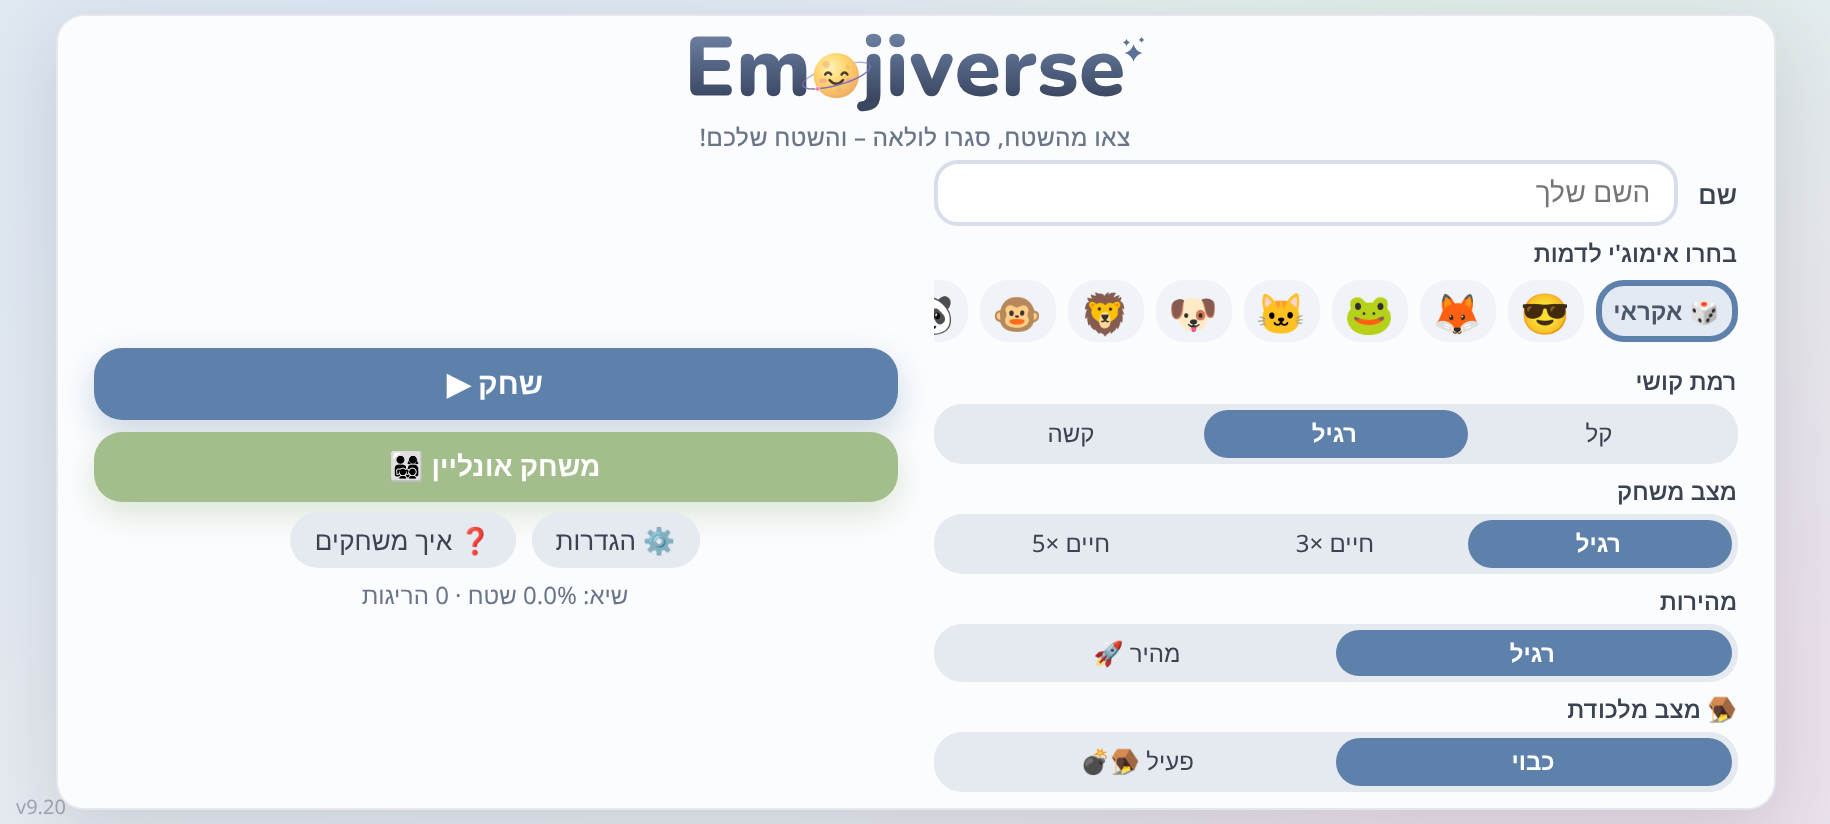 Emojiverse
צאו מהשטח, סגרו לולאה – והשטח שלכם!
שם
השם שלך
בחרו אימוג'י לדמות
🎲 אקראי
רמת קושי
קל
רגיל
קשה
מצב משחק
רגיל
חיים ×3
חיים ×5
מהירות
רגיל
מהיר 🚀
🪤 מצב מלכודת
כבוי
פעיל 🪤💣
שחק ▶
משחק אונליין 👨‍👩‍👧‍👦
⚙️ הגדרות
❓ איך משחקים
שיא: 0.0% שטח · 0 הריגות
v9.20